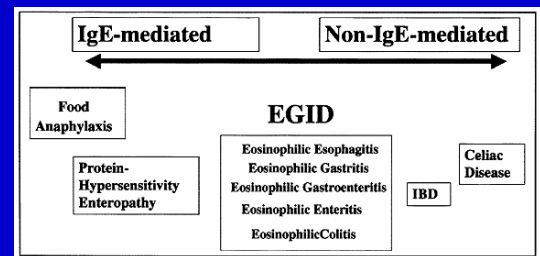 IgE-mediated
Non-IgE-mediated
Food
Anaphylaxis
EGID
Protein-
Hypersensitivity
Enteropathy
Eosinophilic Esophagitis
Eosinophilic Gastritis
Eosinophilic Gastroenteritis
Eosinophilic Enteritis
EosinophilicColitis
IBD
Celiac
Disease